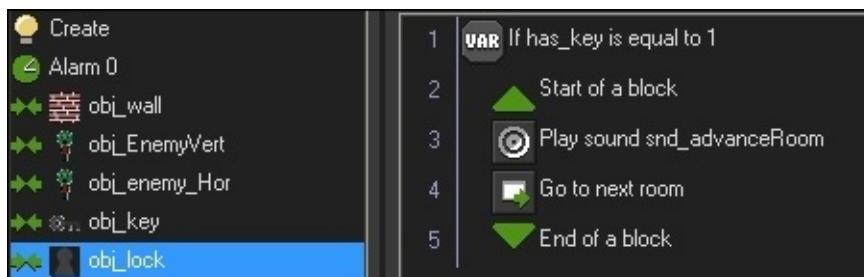 Create
Alarm 0
obj_wall
obj_EnemyVert
obj_enemy_Hor
obj_key
obj_lock
1 VAR If has_key is equal to 1
2 Start of a block
3 Play sound snd_advanceRoom
4 Go to next room
5 End of a block